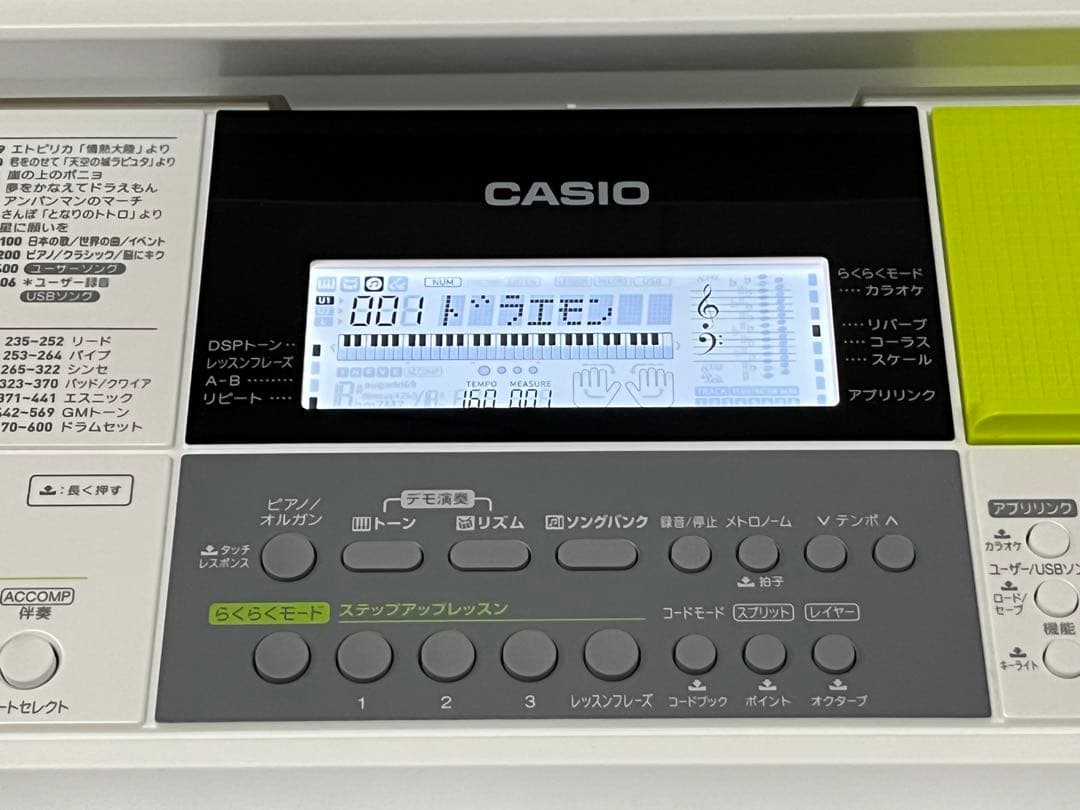 エトピリカ「情熱大陸」より
君をのせて「天空の城ラピュタ」より
崖の上のポニョ
夢をかなえてドラえもん
アンパンマンのマーチ
さんぽ「となりのトトロ」より
星に願いを
100 日本の歌/世界の曲/イベント
200 ピアノ/クラシック/脳にキク
ユーザーソング
06 *ユーザー録音
USBソング
235-252 リード
253-264 パイプ
265-322 シンセ
323-370 パッド/クワイア
371-441 エスニック
442-569 GMトーン
70-600 ドラムセット
:長く押す
ACCOMP
伴奏
ートセレクト
CASIO
DSPトーン
レッスンフレーズ
A-B
リピート
NUM
U1
001 ドラエモン
TEMPO MEASURE
160 001
らくらくモード
カラオケ
リバーブ
コーラス
スケール
アプリリンク
デモ演奏
ピアノ/
オルガン
トーン
リズム
ソングバンク
録音/停止
メトロノーム
∨ テンポ ∧
タッチ
レスポンス
拍子
らくらくモード
ステップアップレッスン
コードモード
スプリット
レイヤー
1
2
3
レッスンフレーズ
コードブック
ポイント
オクターブ
アプリリンク
カラオケ
ユーザー/USBソン
ロード/
セーブ
機能
キーライト